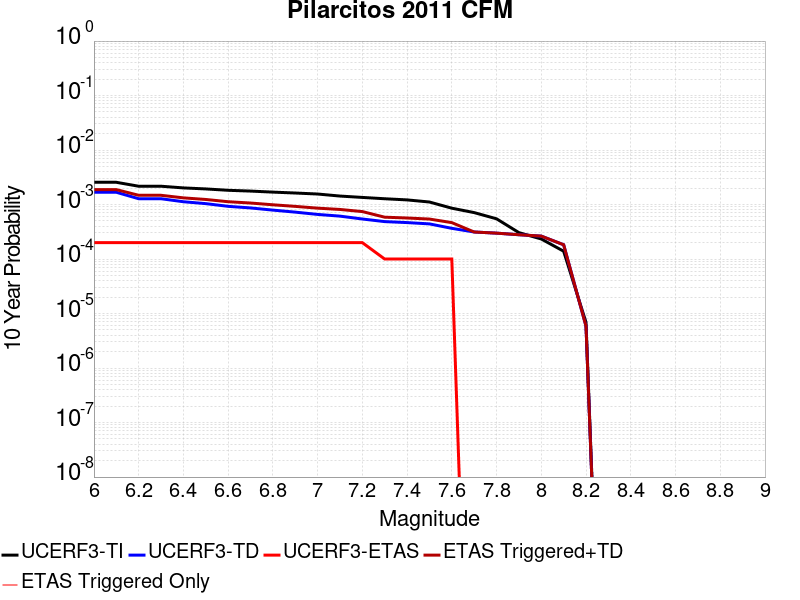 Pilarcitos 2011 CFM
10^0
10^-1
10^-2
10^-3
10^-4
10^-5
10^-6
10^-7
10^-8
10 Year Probability
6 6.2 6.4 6.6 6.8 7 7.2 7.4 7.6 7.8 8 8.2 8.4 8.6 8.8 9
Magnitude
UCERF3-TI UCERF3-TD UCERF3-ETAS ETAS Triggered+TD
ETAS Triggered Only